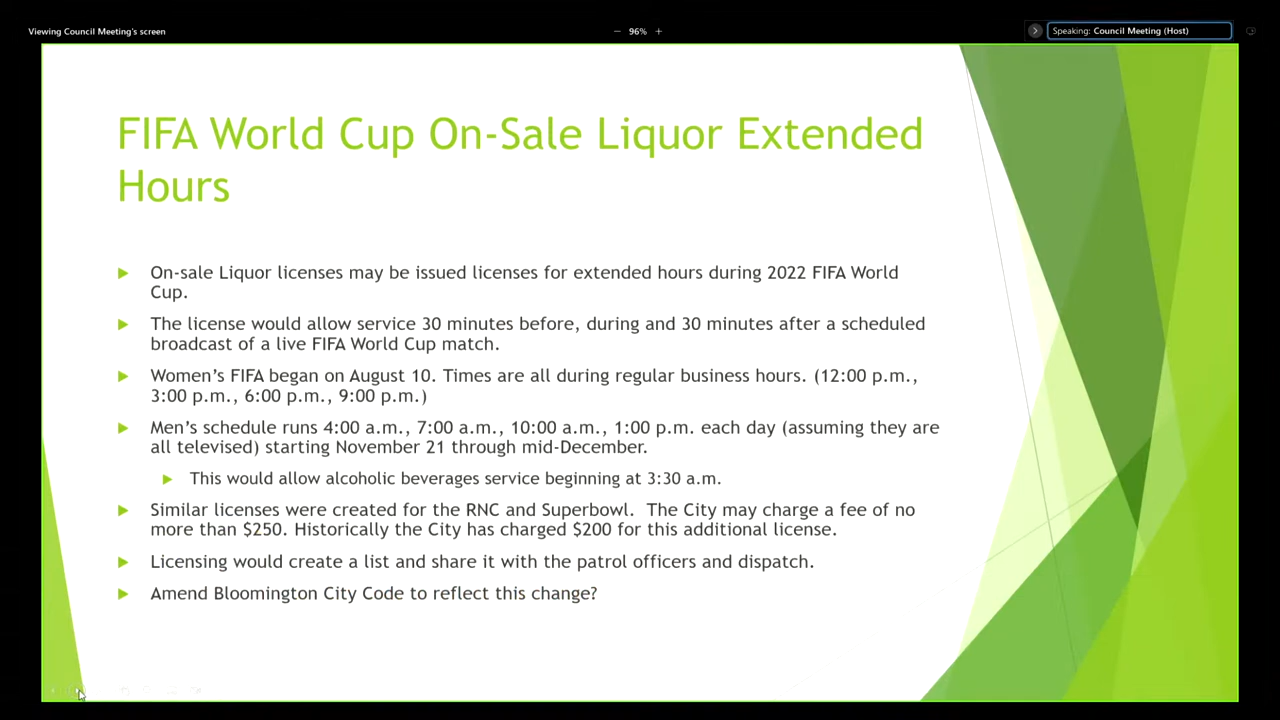 Viewing Council Meeting's screen
− 96% +
Speaking: Council Meeting (Host)
FIFA World Cup On-Sale Liquor Extended
Hours
On-sale Liquor licenses may be issued licenses for extended hours during 2022 FIFA World
Cup.
The license would allow service 30 minutes before, during and 30 minutes after a scheduled
broadcast of a live FIFA World Cup match.
Women's FIFA began on August 10. Times are all during regular business hours. (12:00 p.m.,
3:00 p.m., 6:00 p.m., 9:00 p.m.)
Men's schedule runs 4:00 a.m., 7:00 a.m., 10:00 a.m., 1:00 p.m. each day (assuming they are
all televised) starting November 21 through mid-December.
This would allow alcoholic beverages service beginning at 3:30 a.m.
Similar licenses were created for the RNC and Superbowl. The City may charge a fee of no
more than $250. Historically the City has charged $200 for this additional license.
Licensing would create a list and share it with the patrol officers and dispatch.
Amend Bloomington City Code to reflect this change?